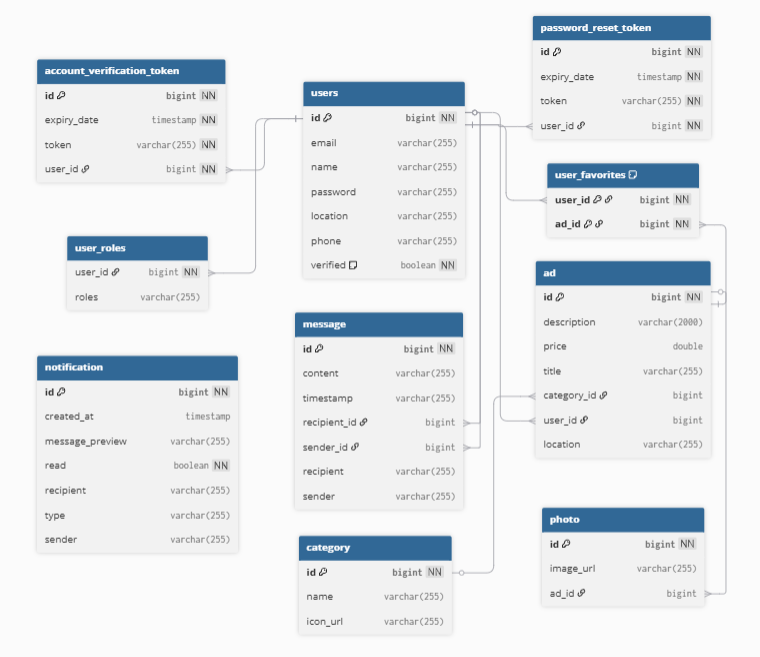 account_verification_token
id bigint NN
expiry_date timestamp NN
token varchar(255) NN
user_id bigint NN
users
id bigint NN
email varchar(255)
name varchar(255)
password varchar(255)
location varchar(255)
phone varchar(255)
verified boolean NN
password_reset_token
id bigint NN
expiry_date timestamp NN
token varchar(255) NN
user_id bigint NN
user_favorites
user_id bigint NN
ad_id bigint NN
user_roles
user_id bigint NN
roles varchar(255)
ad
id bigint NN
description varchar(2000)
price double
title varchar(255)
category_id bigint
user_id bigint
location varchar(255)
message
id bigint NN
content varchar(255)
timestamp varchar(255)
recipient_id bigint
sender_id bigint
recipient varchar(255)
sender varchar(255)
notification
id bigint NN
created_at timestamp
message_preview varchar(255)
read boolean NN
recipient varchar(255)
type varchar(255)
sender varchar(255)
category
id bigint NN
name varchar(255)
icon_url varchar(255)
photo
id bigint NN
image_url varchar(255)
ad_id bigint